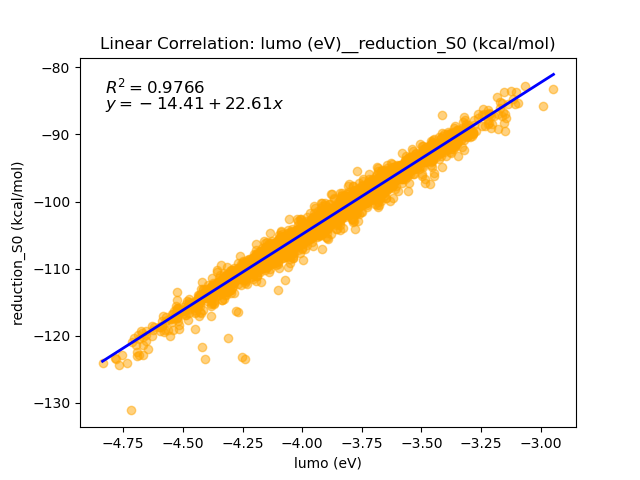 Linear Correlation: lumo (eV)__reduction_S0 (kcal/mol)
R² = 0.9766
y = −14.41 + 22.61x
reduction_S0 (kcal/mol)
−80
−90
−100
−110
−120
−130
−4.75 −4.50 −4.25 −4.00 −3.75 −3.50 −3.25 −3.00
lumo (eV)